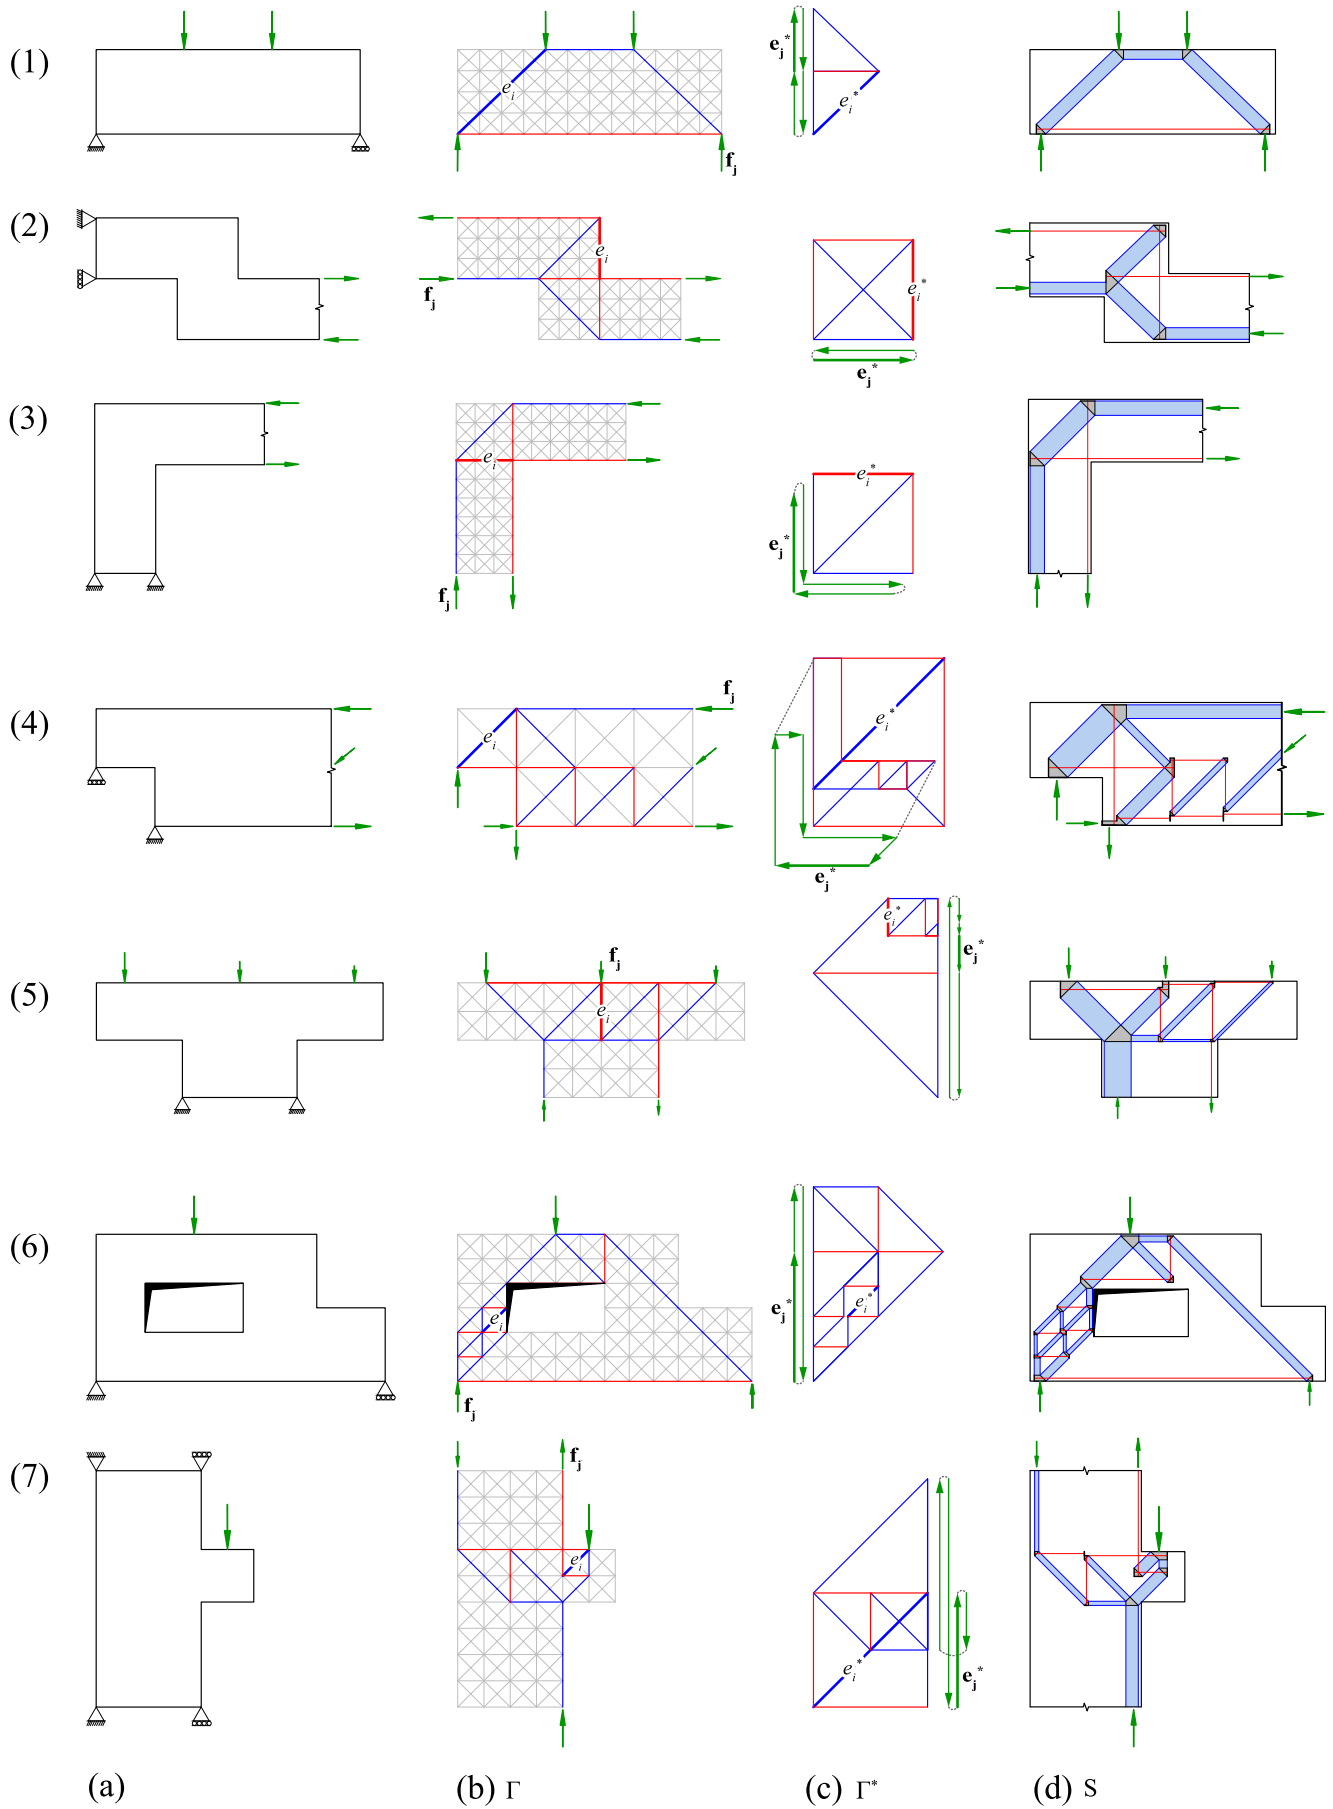 (1)
e_i
f_j
e_j^*
e_i^*
(2)
f_j
e_i
e_i^*
e_j^*
(3)
e_i
f_j
e_i^*
e_j^*
(4)
f_j
e_i
e_i^*
e_j^*
(5)
f_j
e_i
e_i^*
e_j^*
(6)
e_i
f_j
e_j^*
e_i^*
(7)
f_j
e_i
e_i^*
e_j^*
(a) (b) Γ (c) Γ* (d) S